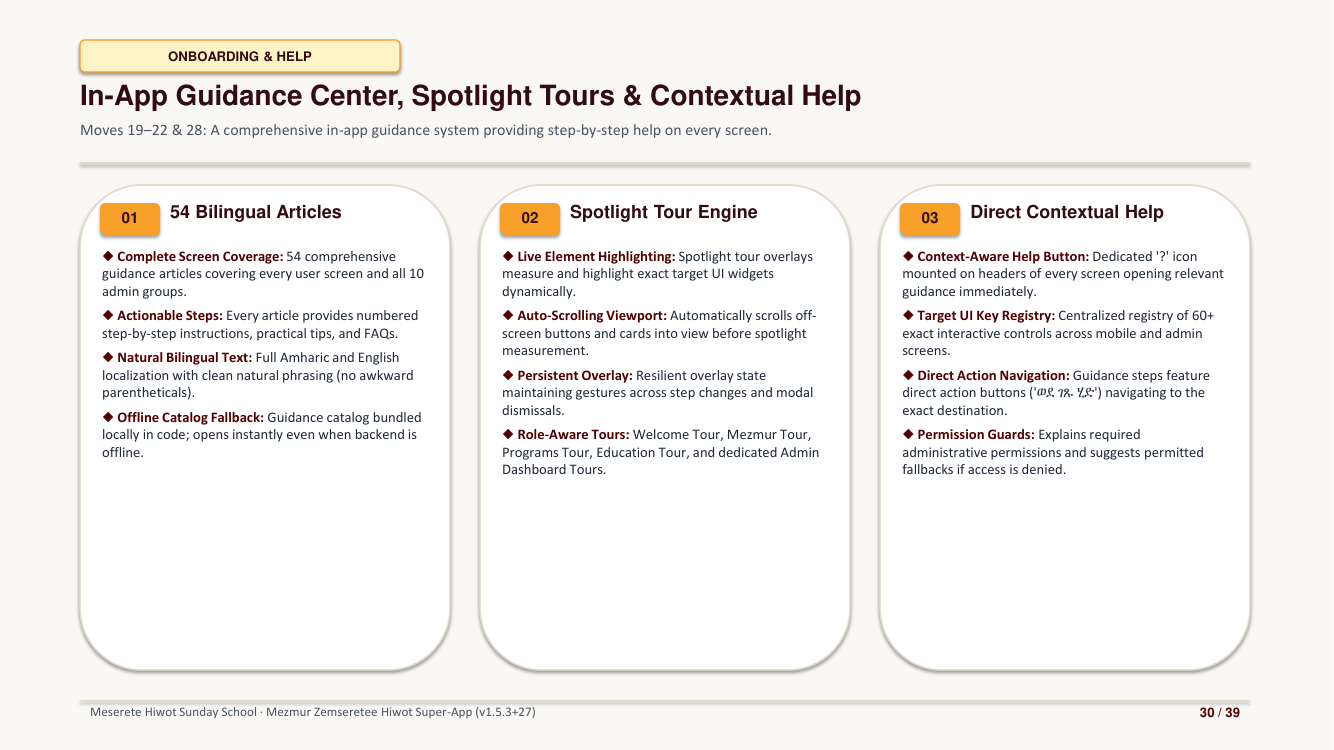 ONBOARDING & HELP
In-App Guidance Center, Spotlight Tours & Contextual Help
Moves 19–22 & 28: A comprehensive in-app guidance system providing step-by-step help on every screen.
01
54 Bilingual Articles
◆ Complete Screen Coverage: 54 comprehensive
guidance articles covering every user screen and all 10
admin groups.
◆ Actionable Steps: Every article provides numbered
step-by-step instructions, practical tips, and FAQs.
◆ Natural Bilingual Text: Full Amharic and English
localization with clean natural phrasing (no awkward
parentheticals).
◆ Offline Catalog Fallback: Guidance catalog bundled
locally in code; opens instantly even when backend is
offline.
02
Spotlight Tour Engine
◆ Live Element Highlighting: Spotlight tour overlays
measure and highlight exact target UI widgets
dynamically.
◆ Auto-Scrolling Viewport: Automatically scrolls off-
screen buttons and cards into view before spotlight
measurement.
◆ Persistent Overlay: Resilient overlay state
maintaining gestures across step changes and modal
dismissals.
◆ Role-Aware Tours: Welcome Tour, Mezmur Tour,
Programs Tour, Education Tour, and dedicated Admin
Dashboard Tours.
03
Direct Contextual Help
◆ Context-Aware Help Button: Dedicated '?' icon
mounted on headers of every screen opening relevant
guidance immediately.
◆ Target UI Key Registry: Centralized registry of 60+
exact interactive controls across mobile and admin
screens.
◆ Direct Action Navigation: Guidance steps feature
direct action buttons ('ወደ ገጹ ሂድ') navigating to the
exact destination.
◆ Permission Guards: Explains required
administrative permissions and suggests permitted
fallbacks if access is denied.
Meserete Hiwot Sunday School · Mezmur Zemseretee Hiwot Super-App (v1.5.3+27)
30 / 39